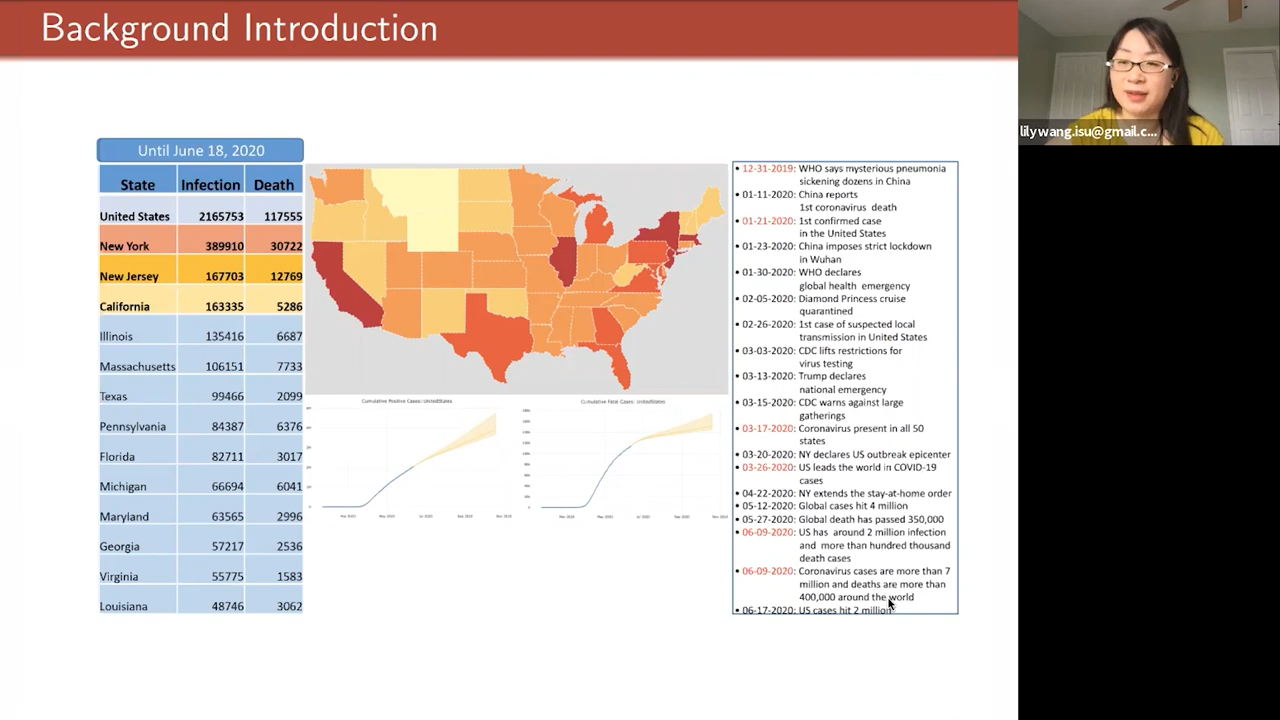 Background Introduction
lilywang.isu@gmail.c...
Until June 18, 2020
State Infection Death
United States 2165753 117555
New York 389910 30722
New Jersey 167703 12769
California 163335 5286
Illinois 135416 6687
Massachusetts 106151 7733
Texas 99466 2099
Pennsylvania 84387 6376
Florida 82711 3017
Michigan 66694 6041
Maryland 63565 2996
Georgia 57217 2536
Virginia 55775 1583
Louisiana 48746 3062
Cumulative Positive Cases: UnitedStates
Cumulative Fatal Cases: UnitedStates
• 12-31-2019: WHO says mysterious pneumonia
sickening dozens in China
• 01-11-2020: China reports
1st coronavirus death
• 01-21-2020: 1st confirmed case
in the United States
• 01-23-2020: China imposes strict lockdown
in Wuhan
• 01-30-2020: WHO declares
global health emergency
• 02-05-2020: Diamond Princess cruise
quarantined
• 02-26-2020: 1st case of suspected local
transmission in United States
• 03-03-2020: CDC lifts restrictions for
virus testing
• 03-13-2020: Trump declares
national emergency
• 03-15-2020: CDC warns against large
gatherings
• 03-17-2020: Coronavirus present in all 50
states
• 03-20-2020: NY declares US outbreak epicenter
• 03-26-2020: US leads the world in COVID-19
cases
• 04-22-2020: NY extends the stay-at-home order
• 05-12-2020: Global cases hit 4 million
• 05-27-2020: Global death has passed 350,000
• 06-09-2020: US has around 2 million infection
and more than hundred thousand
death cases
• 06-09-2020: Coronavirus cases are more than 7
million and deaths are more than
400,000 around the world
• 06-17-2020: US cases hit 2 million